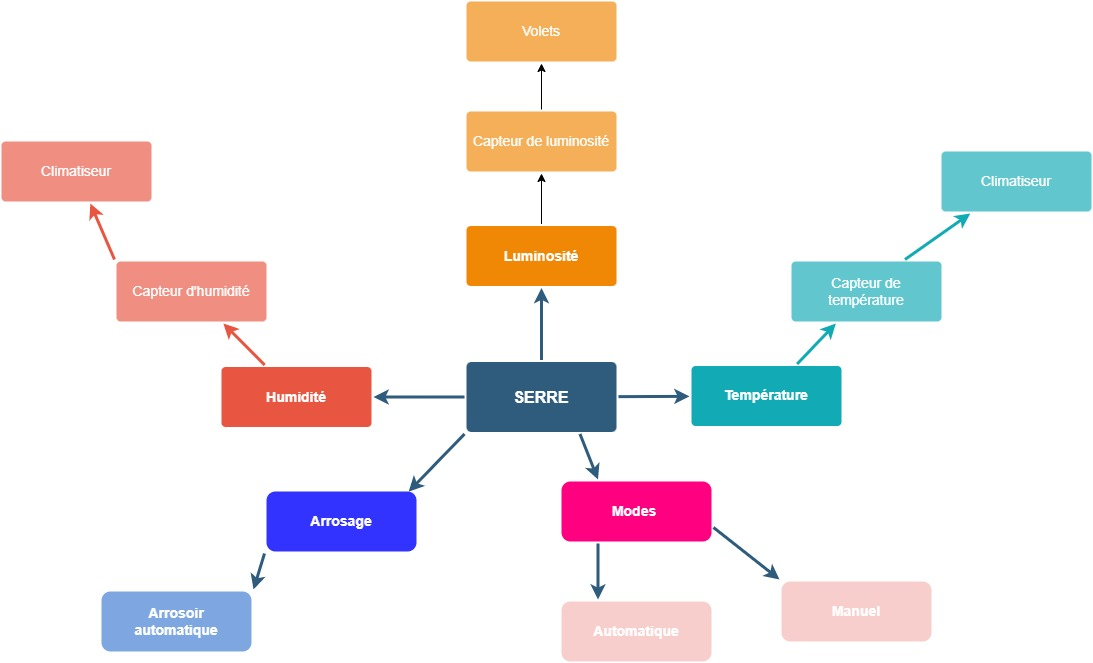 Volets
Capteur de luminosité
Climatiseur
Climatiseur
Luminosité
Capteur d'humidité
Capteur de
température
Humidité
SERRE
Température
Arrosage
Modes
Arrosoir
automatique
Automatique
Manuel